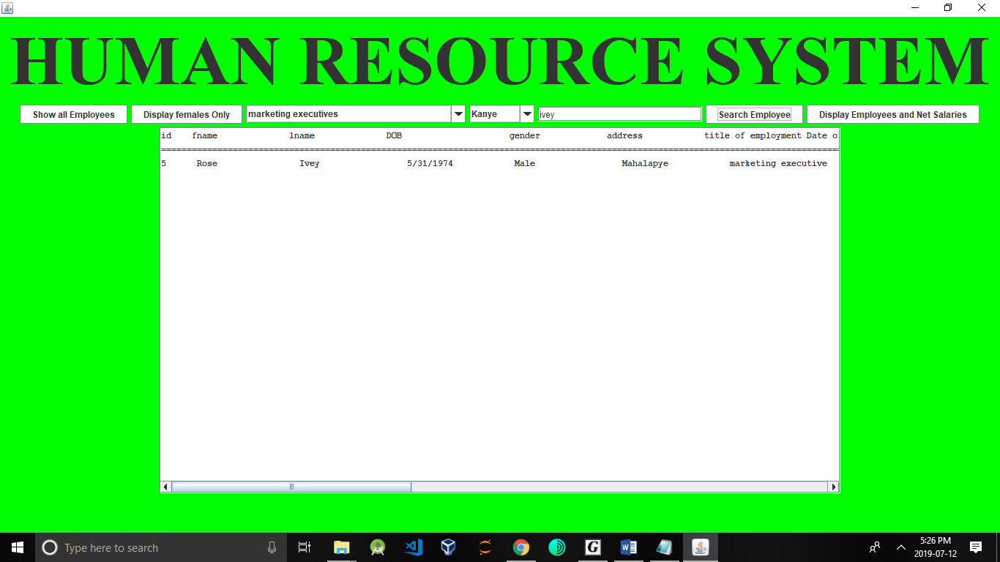 HUMAN RESOURCE SYSTEM
Show all Employees Display females Only marketing executives Kanye ivey Search Employee Display Employees and Net Salaries
id fname lname DOB gender address title of employment Date o
5 Rose Ivey 5/31/1974 Male Mahalapye marketing executive
Type here to search
5:26 PM
2019-07-12